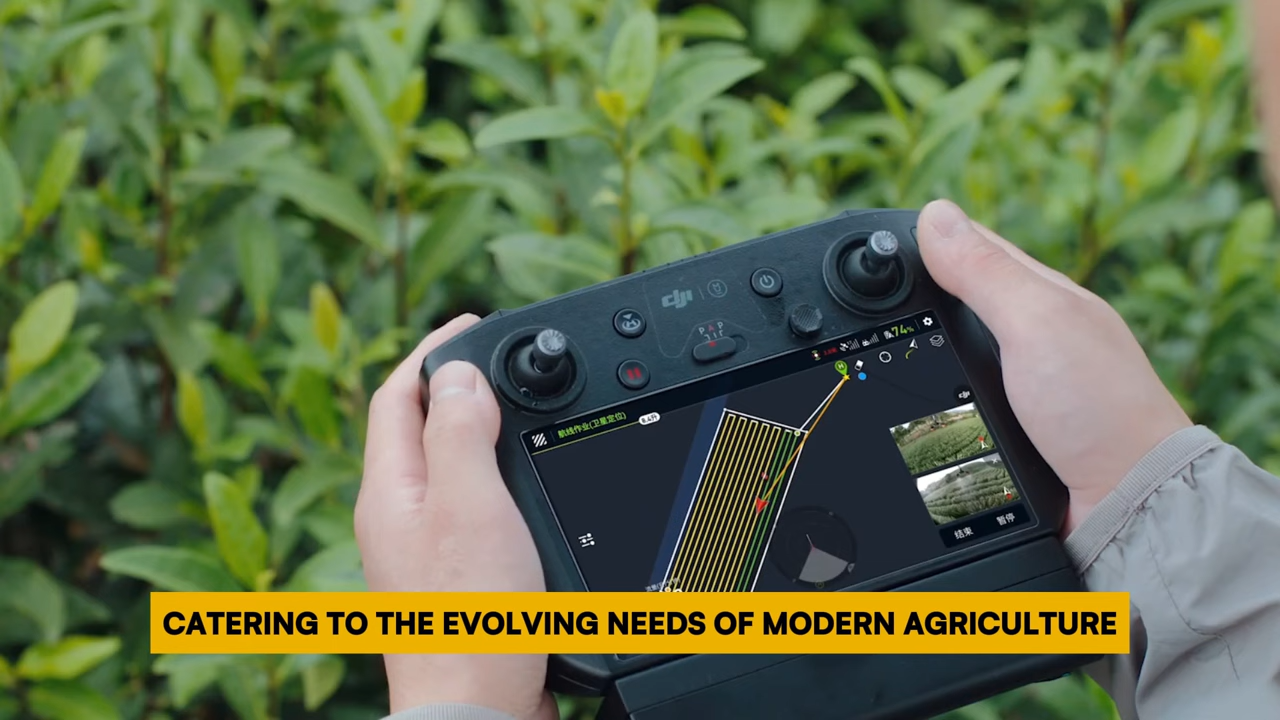 dji
P A P
74%
航线作业(卫星定位)
结束
暂停
CATERING TO THE EVOLVING NEEDS OF MODERN AGRICULTURE